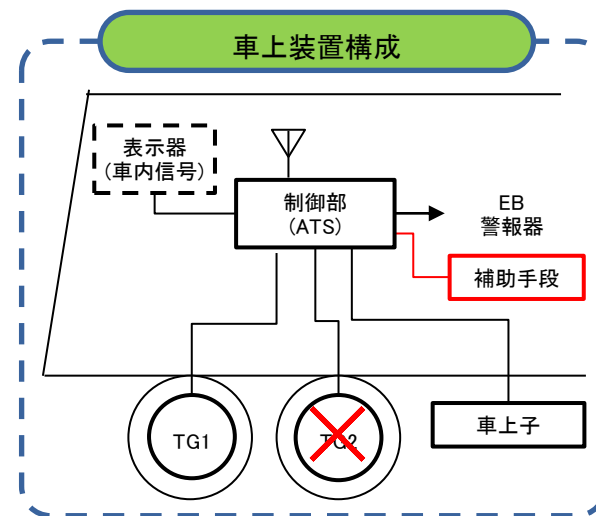 車上装置構成
表示器
(車内信号)
制御部
(ATS)
EB
警報器
補助手段
TG1
TG2
車上子